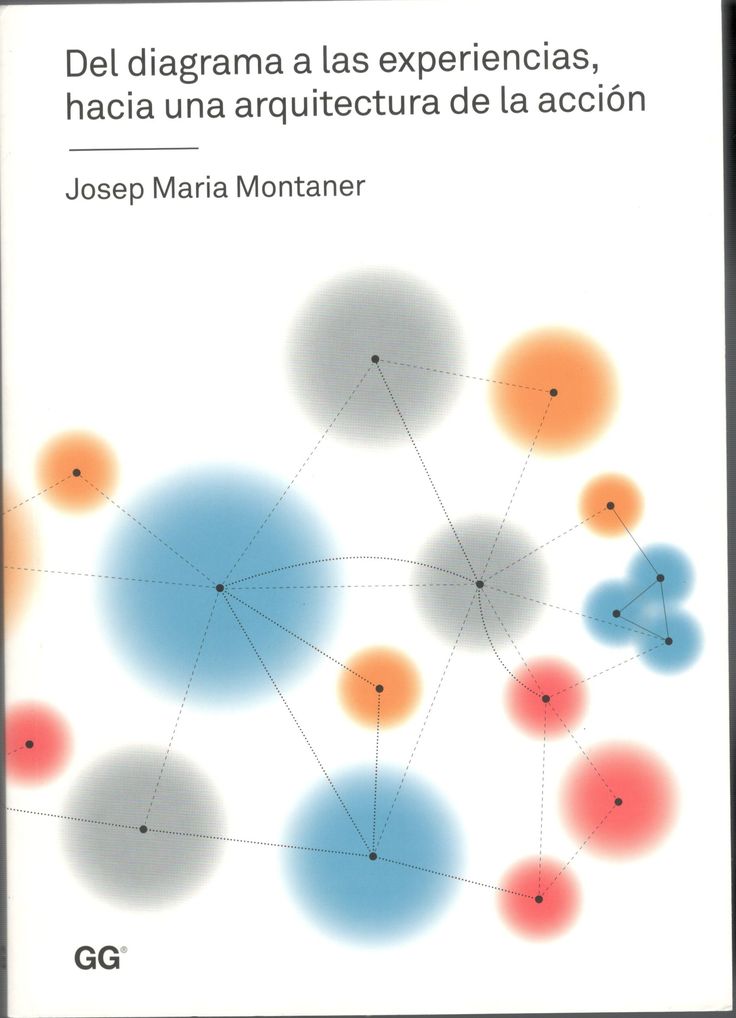 Del diagrama a las experiencias,
hacia una arquitectura de la acción
Josep Maria Montaner
GG®